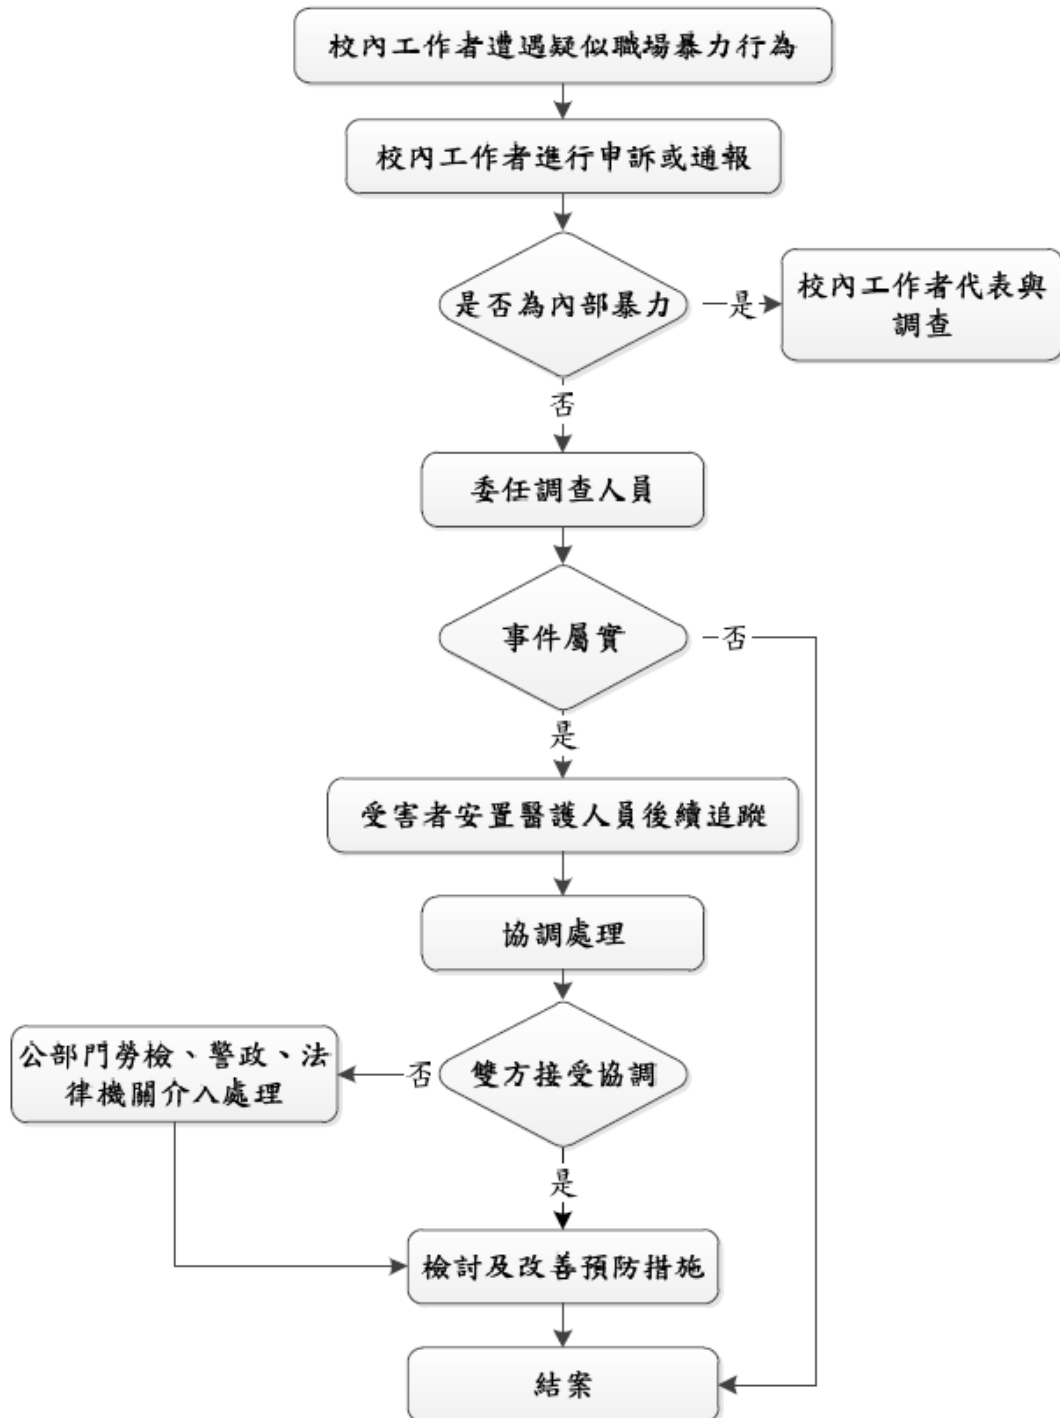 校內工作者遭遇疑似職場暴力行為
校內工作者進行申訴或通報
是否為內部暴力
是
校內工作者代表與
調查
否
委任調查人員
事件屬實
否
是
受害者安置醫護人員後續追蹤
協調處理
雙方接受協調
否
公部門勞檢、警政、法
律機關介入處理
是
檢討及改善預防措施
結案